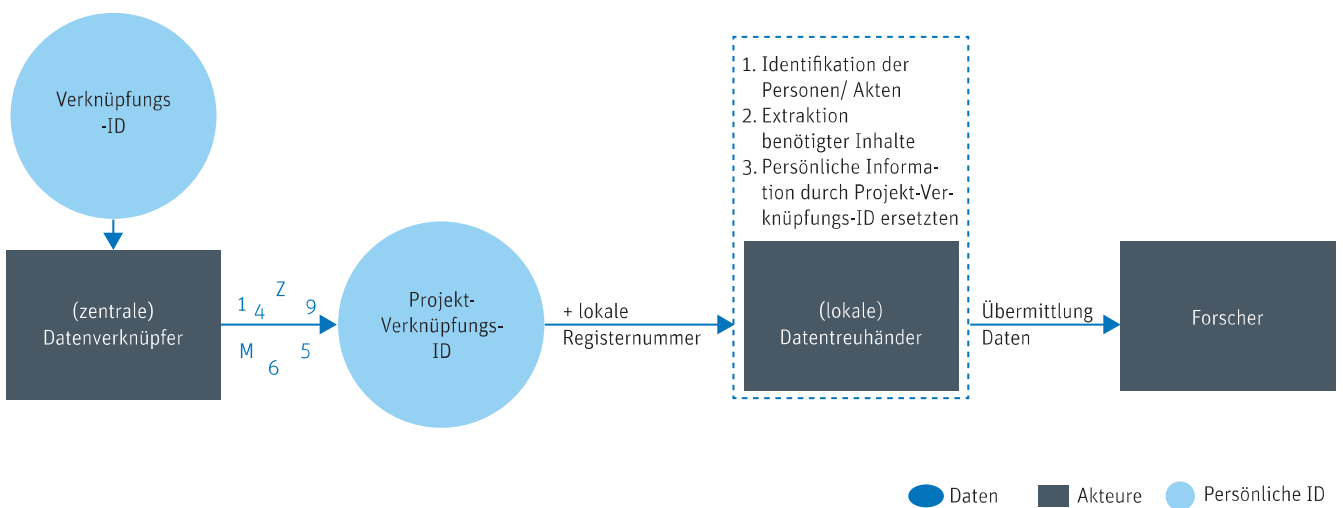 Verknüpfungs
-ID
(zentrale)
Datenverknüpfer
1 4 Z 9
M 6 5
Projekt-
Verknüpfungs-
ID
+ lokale
Registernummer
1. Identifikation der
Personen/ Akten
2. Extraktion
benötigter Inhalte
3. Persönliche Informa-
tion durch Projekt-Ver-
knüpfungs-ID ersetzten
(lokale)
Datentreuhänder
Übermittlung
Daten
Forscher
Daten
Akteure
Persönliche ID